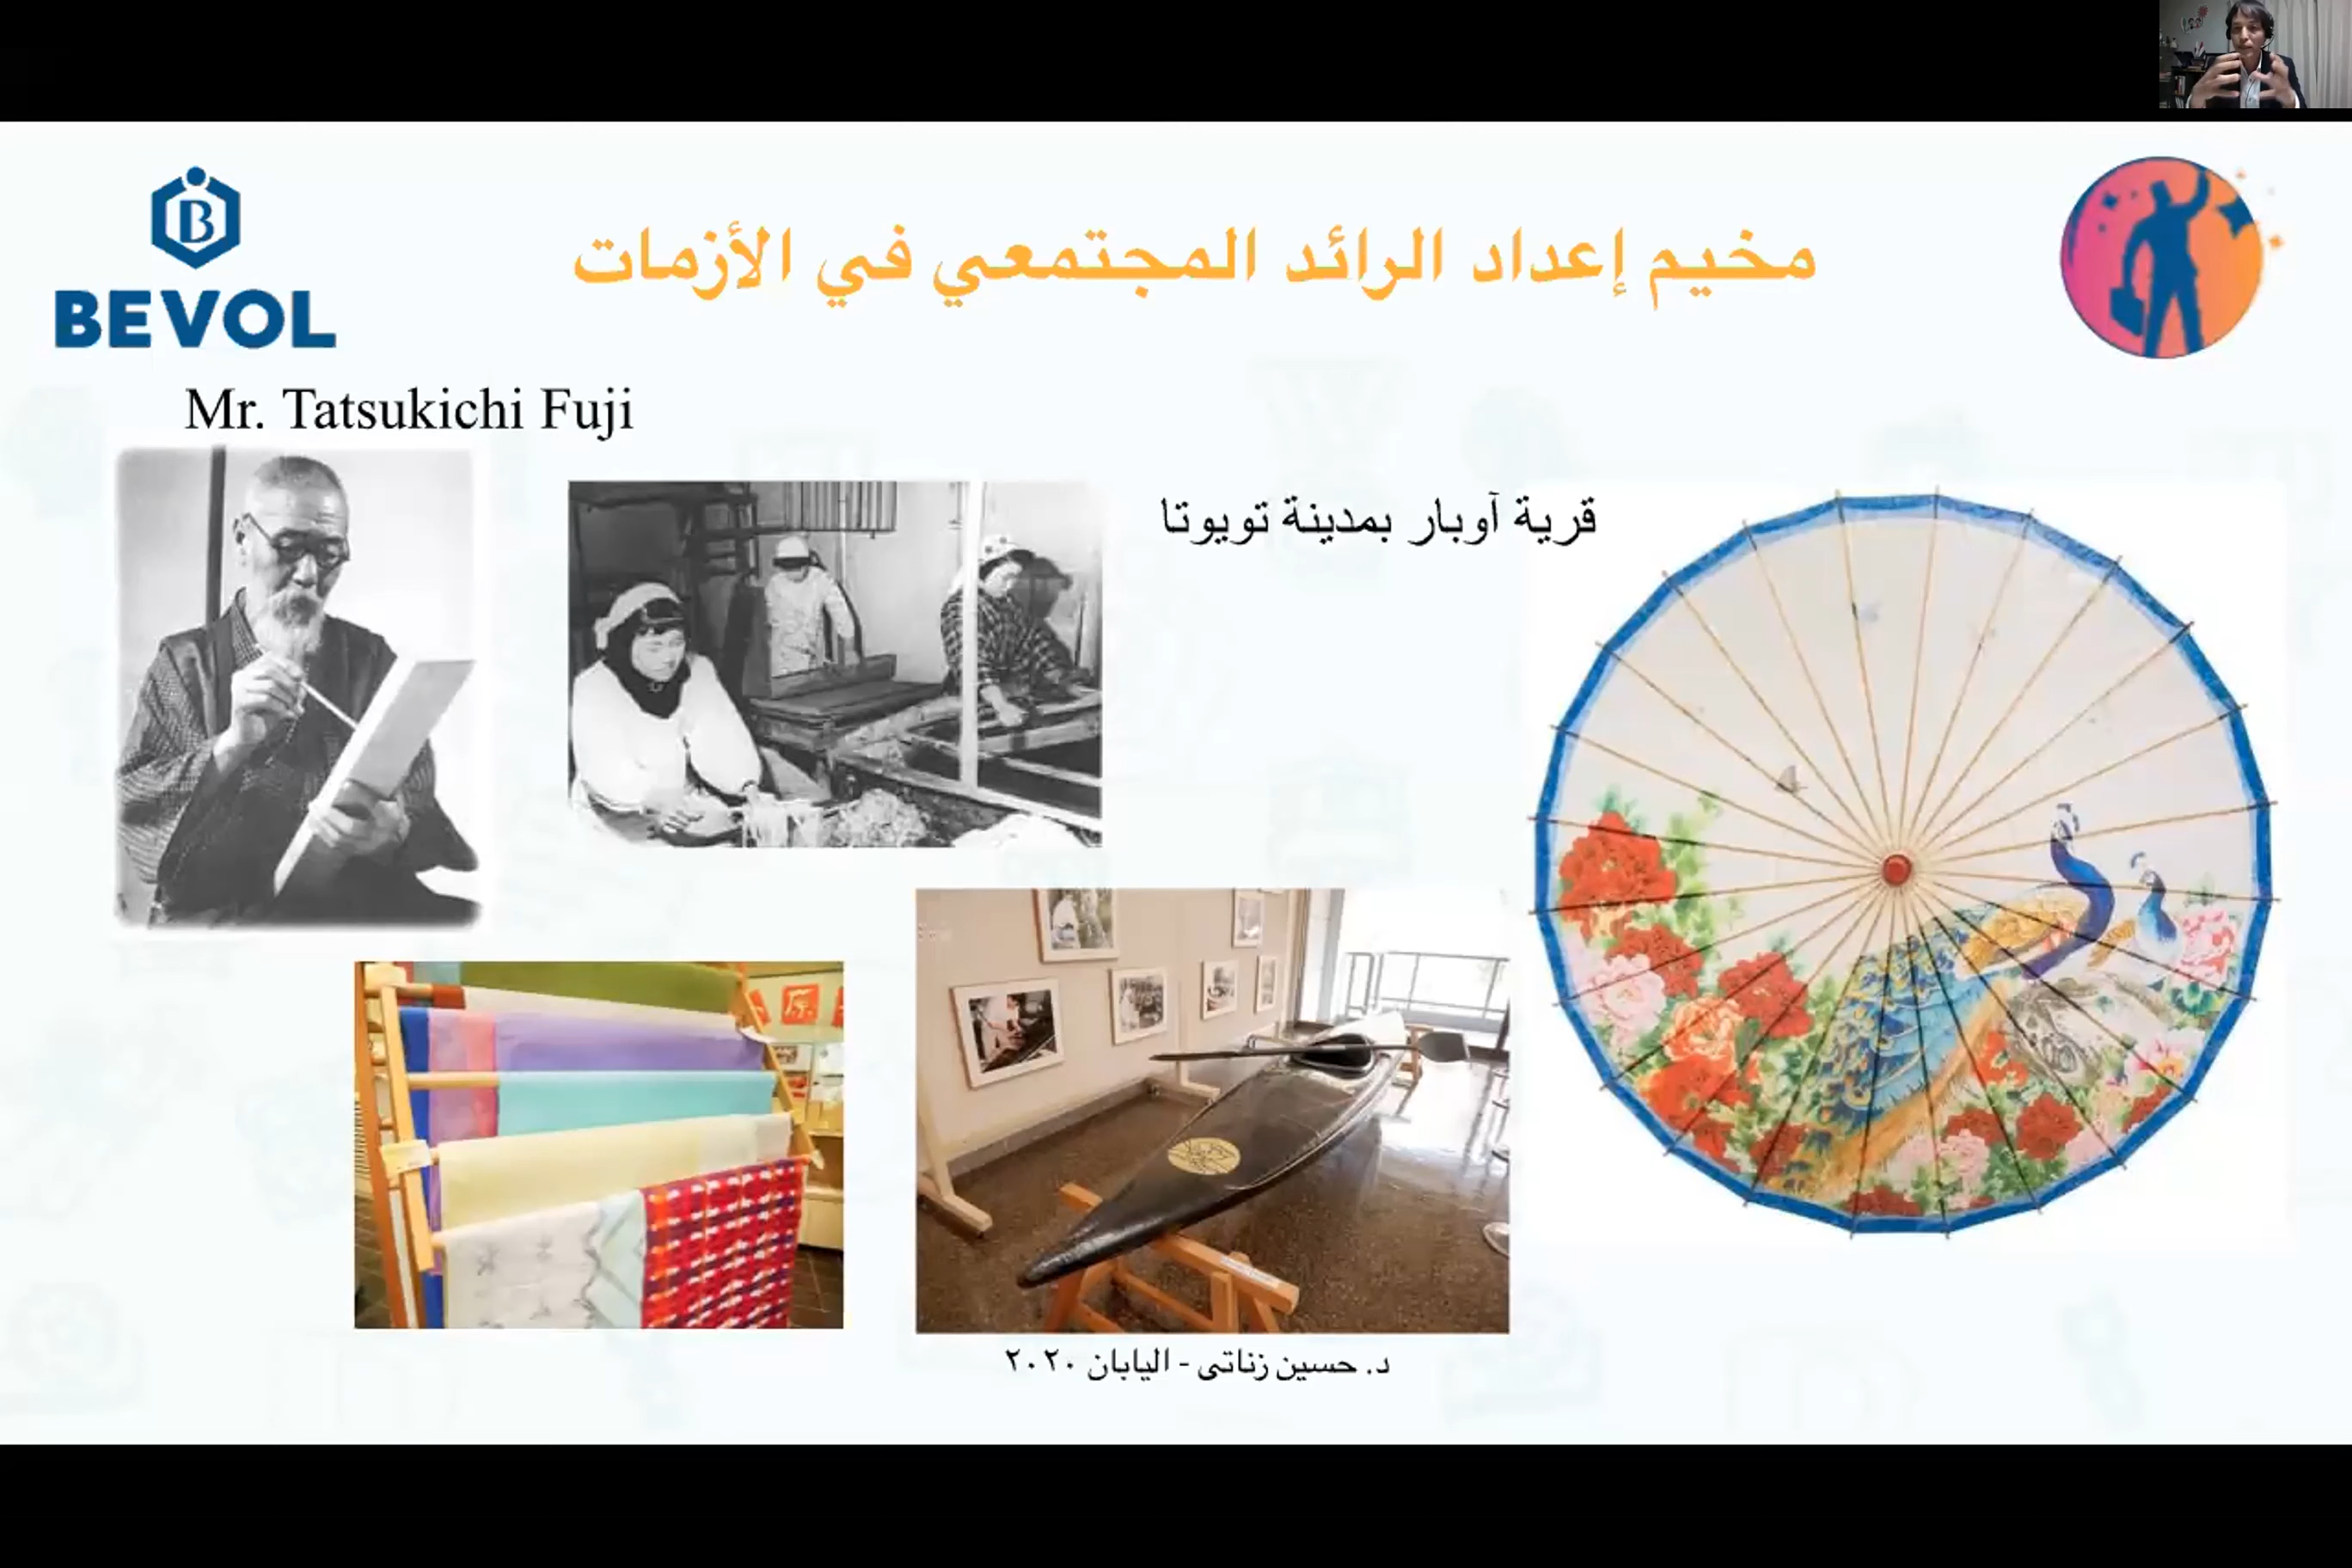 BEVOL
مخيم إعداد الرائد المجتمعي في الأزمات
Mr. Tatsukichi Fuji
قرية آوبار بمدينة تويوتا
د. حسين زناتى - اليابان ٢٠٢٠